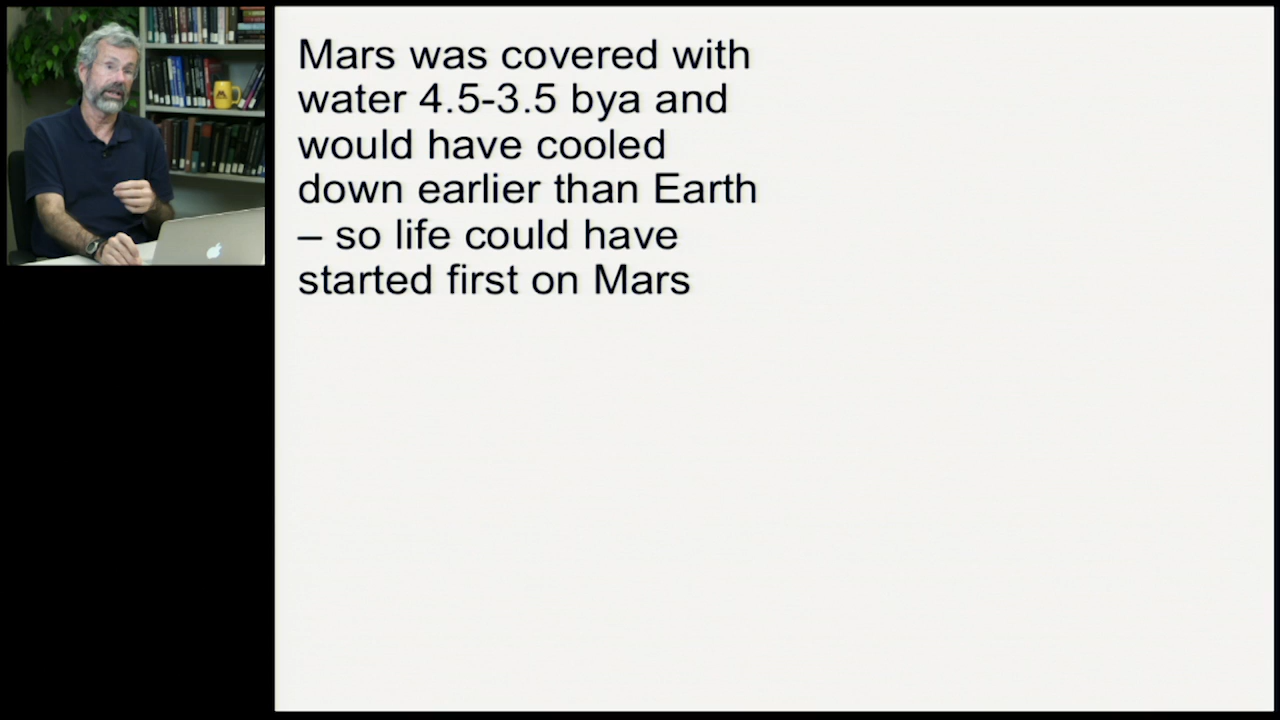 Mars was covered with
water 4.5-3.5 bya and
would have cooled
down earlier than Earth
– so life could have
started first on Mars